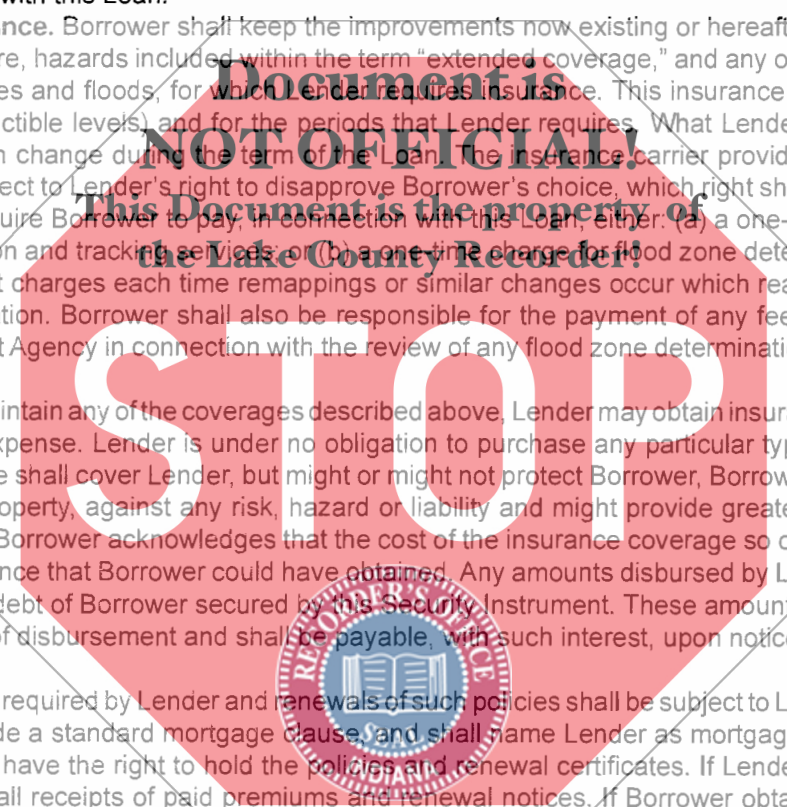 with this Loan.
nce. Borrower shall keep the improvements now existing or hereaft
re, hazards included within the term “extended coverage,” and any o
Document is
es and floods, for which Lender requires insurance. This insurance
ctible levels) and for the periods that Lender requires. What Lende
NOT OFFICIAL!
n change during the term of the Loan. The insurance carrier provid
ect to Lender’s right to disapprove Borrower’s choice, which right sh
This Document is the property of
uire Borrower to pay, in connection with this Loan, either: (a) a one-
the Lake County Recorder!
on and tracking services; or (b) a one-time charge for flood zone dete
t charges each time remappings or similar changes occur which rea
tion. Borrower shall also be responsible for the payment of any fee
t Agency in connection with the review of any flood zone determinati
STOP
intain any of the coverages described above, Lender may obtain insura
xpense. Lender is under no obligation to purchase any particular typ
e shall cover Lender, but might or might not protect Borrower, Borrow
operty, against any risk, hazard or liability and might provide greate
Borrower acknowledges that the cost of the insurance coverage so o
nce that Borrower could have obtained. Any amounts disbursed by L
debt of Borrower secured by this Security Instrument. These amount
of disbursement and shall be payable, with such interest, upon notice
RECORDER'S OFFICE
SEAL
INDIANA
required by Lender and renewals of such policies shall be subject to L
de a standard mortgage clause, and shall name Lender as mortgag
have the right to hold the policies and renewal certificates. If Lende
all receipts of paid premiums and renewal notices. If Borrower obta